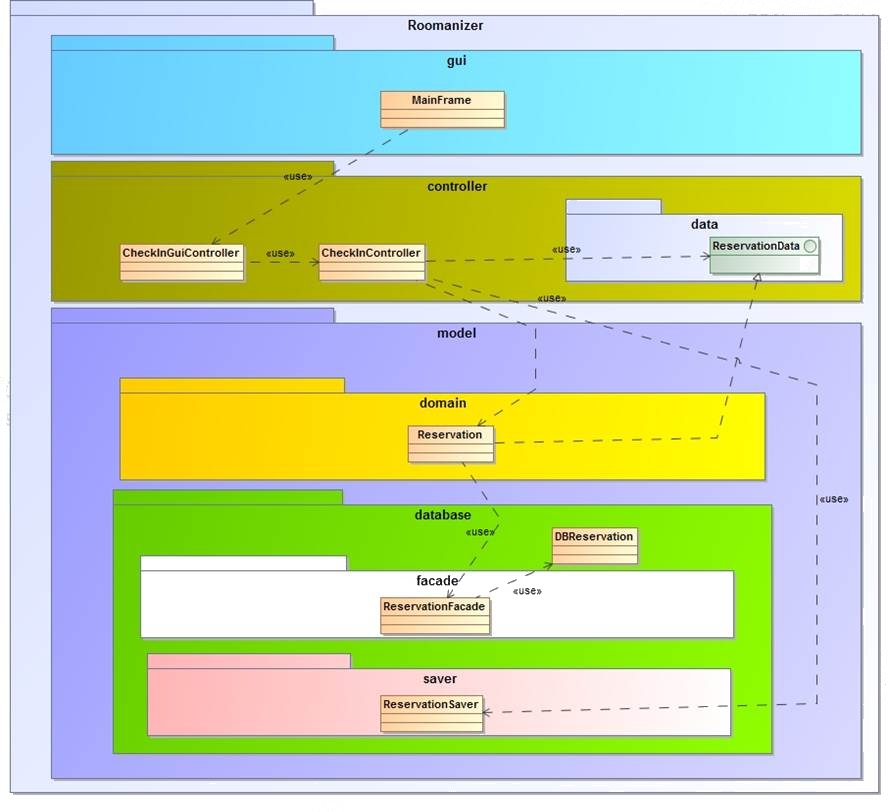 Roomanizer
gui
MainFrame
«use»
controller
data
ReservationData
CheckInGuiController
«use»
CheckInController
«use»
«use»
model
domain
Reservation
«use»
database
«use»
DBReservation
facade
«use»
ReservationFacade
saver
ReservationSaver